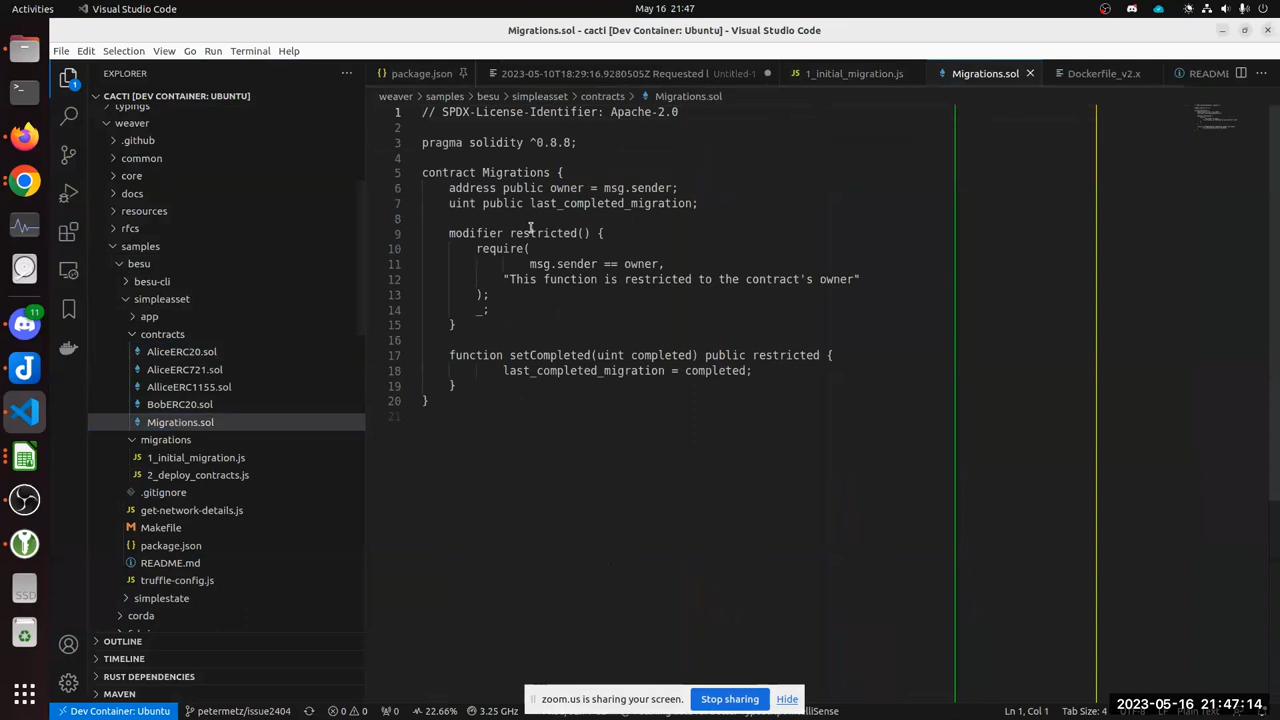 Activities
Visual Studio Code
May 16 21:47
Migrations.sol - cacti [Dev Container: Ubuntu] - Visual Studio Code
File Edit Selection View Go Run Terminal Help
EXPLORER
package.json
2023-05-10T18:29:16.9280505Z Requested l Untitled-1
1_initial_migration.js
Migrations.sol
Dockerfile_v2.x
README
CACTI [DEV CONTAINER: UBUNTU]
weaver > samples > besu > simpleasset > contracts > Migrations.sol
typings
weaver
.github
common
core
docs
resources
rfcs
samples
besu
besu-cli
simpleasset
app
contracts
AliceERC20.sol
AliceERC721.sol
AlliceERC1155.sol
BobERC20.sol
Migrations.sol
migrations
1_initial_migration.js
2_deploy_contracts.js
.gitignore
get-network-details.js
Makefile
package.json
README.md
truffle-config.js
simplestate
corda
OUTLINE
TIMELINE
RUST DEPENDENCIES
MAVEN
1 // SPDX-License-Identifier: Apache-2.0
2
3 pragma solidity ^0.8.8;
4
5 contract Migrations {
6 address public owner = msg.sender;
7 uint public last_completed_migration;
8
9 modifier restricted() {
10 require(
11 msg.sender == owner,
12 "This function is restricted to the contract's owner"
13 );
14 _;
15 }
16
17 function setCompleted(uint completed) public restricted {
18 last_completed_migration = completed;
19 }
20 }
21
11
SSD
zoom.us is sharing your screen. Stop sharing Hide
Dev Container: Ubuntu petermetz/issue2404 0 0 0 22.66% 3.25 GHz
Ln 1, Col 1 Tab Size: 4
2023-05-16 21:47:14